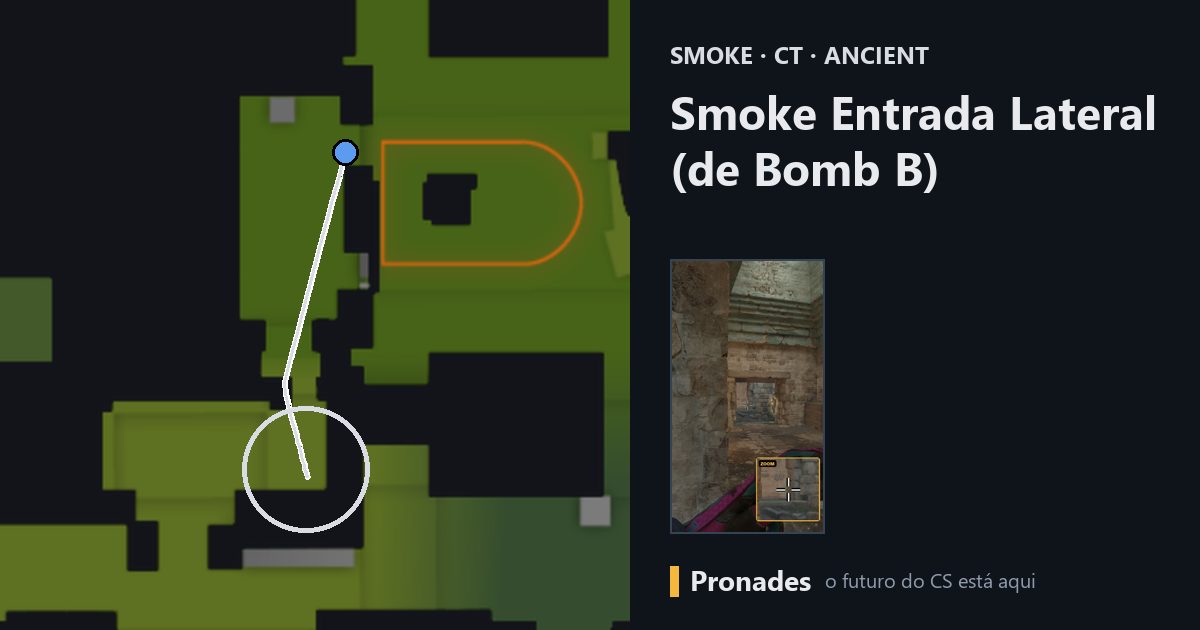 SMOKE · CT · ANCIENT
Smoke Entrada Lateral
(de Bomb B)
ZOOM
Pronades o futuro do CS está aqui